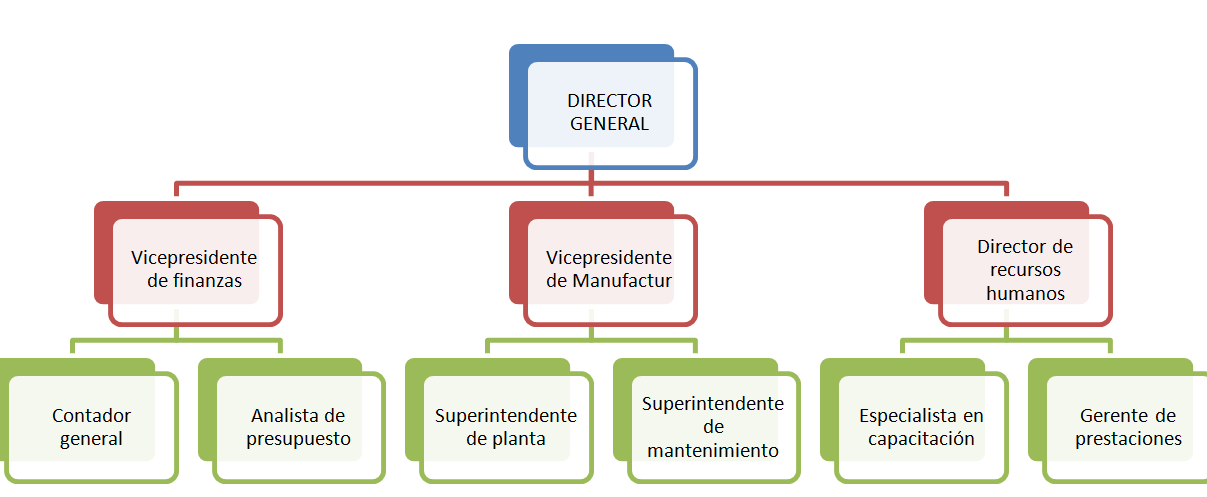 DIRECTOR
GENERAL
Vicepresidente
de finanzas
Vicepresidente
de Manufactur
Director de
recursos
humanos
Contador
general
Analista de
presupuesto
Superintendente
de planta
Superintendente
de
mantenimiento
Especialista en
capacitación
Gerente de
prestaciones